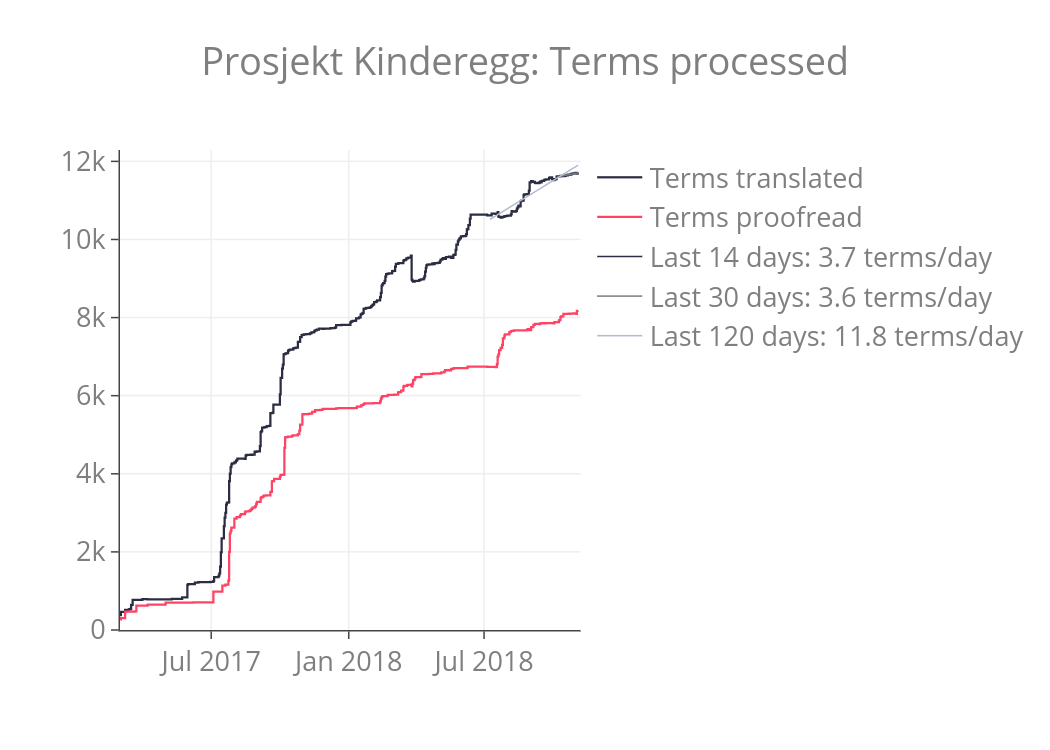 Prosjekt Kinderegg: Terms processed
12k
10k
8k
6k
4k
2k
0
Jul 2017
Jan 2018
Jul 2018
Terms translated
Terms proofread
Last 14 days: 3.7 terms/day
Last 30 days: 3.6 terms/day
Last 120 days: 11.8 terms/day